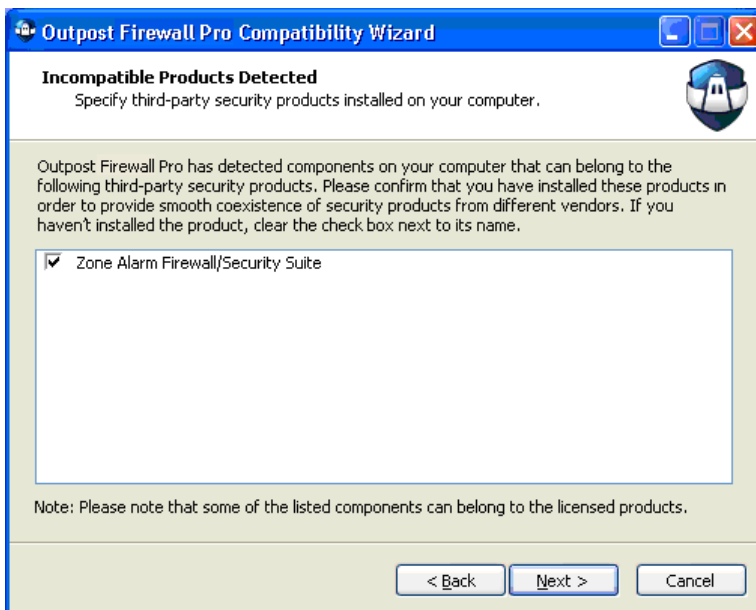 Outpost Firewall Pro Compatibility Wizard
Incompatible Products Detected
Specify third-party security products installed on your computer.
Outpost Firewall Pro has detected components on your computer that can belong to the
following third-party security products. Please confirm that you have installed these products in
order to provide smooth coexistence of security products from different vendors. If you
haven't installed the product, clear the check box next to its name.
Zone Alarm Firewall/Security Suite
Note: Please note that some of the listed components can belong to the licensed products.
< Back
Next >
Cancel